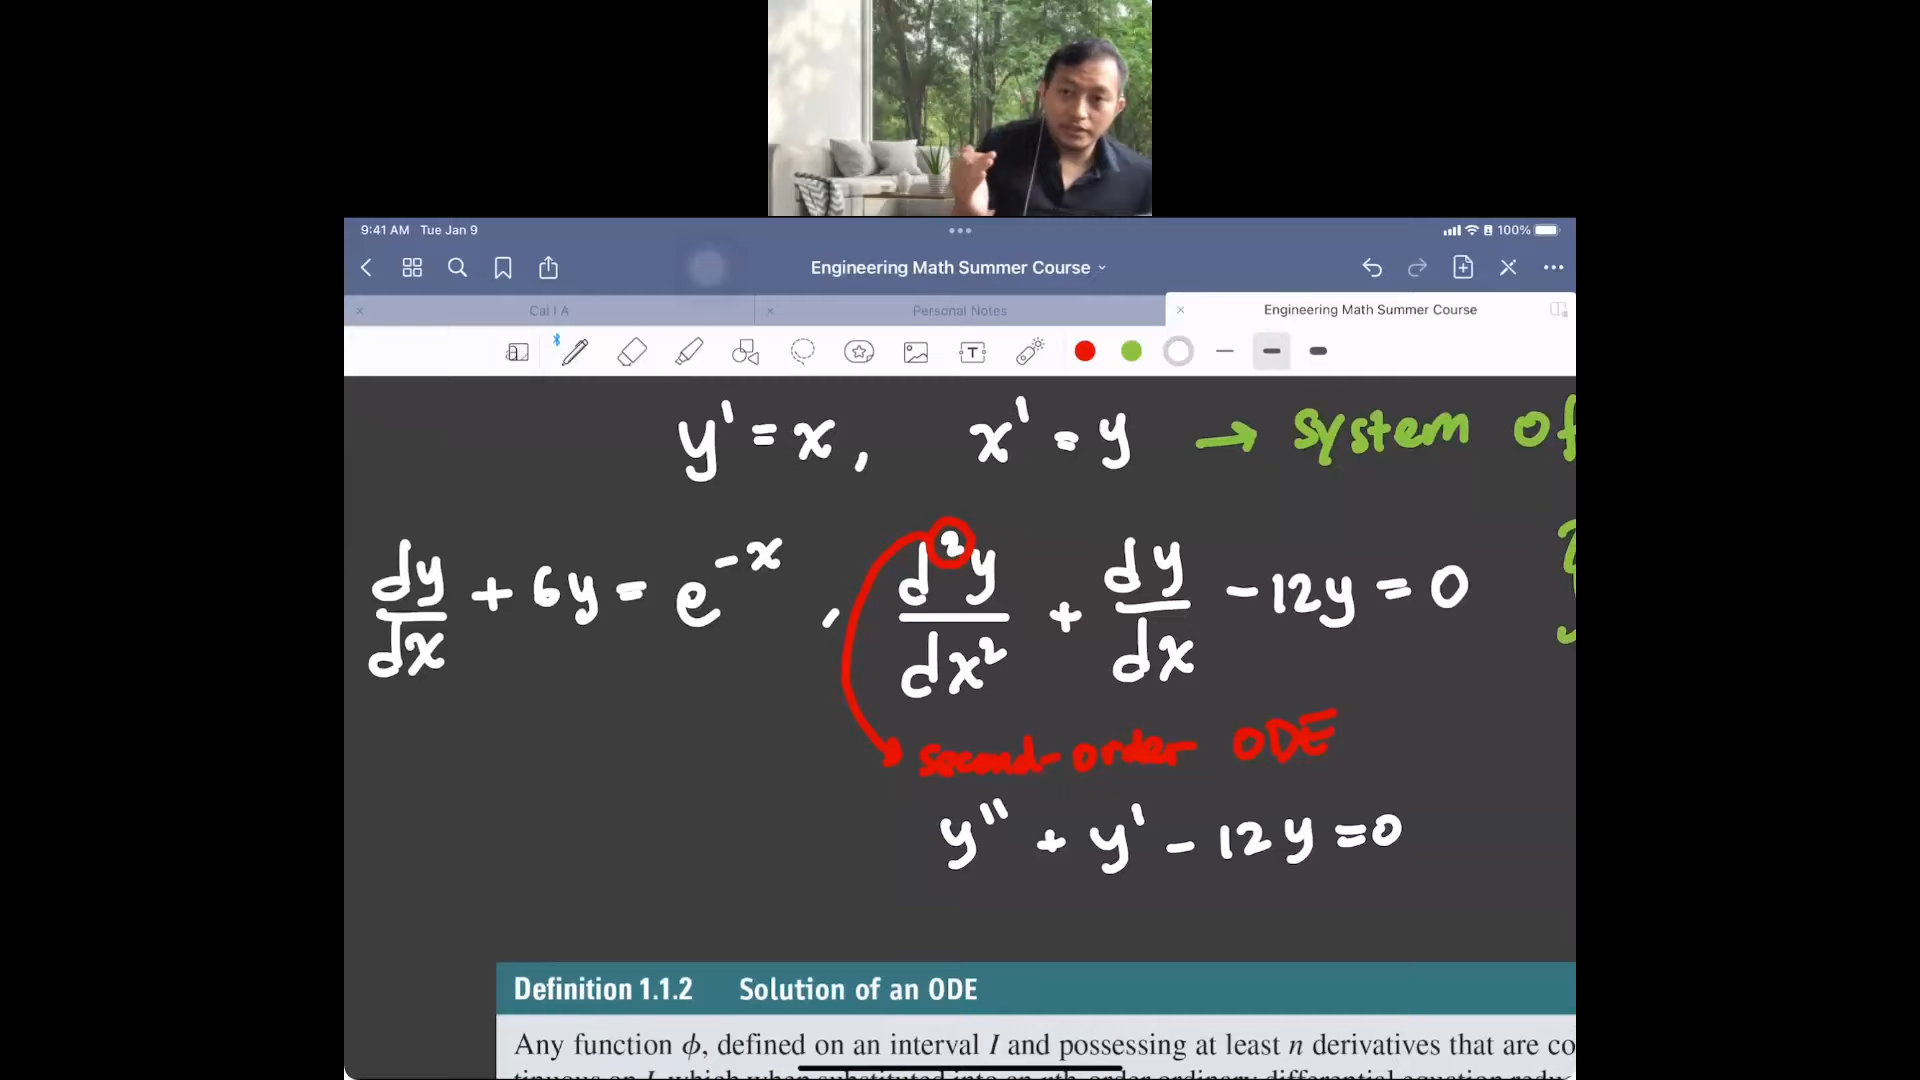 9:41 AM Tue Jan 9
100%
Engineering Math Summer Course
Cal I A
Personal Notes
Engineering Math Summer Course
y' = x, x' = y → system of
dy/dx + 6y = e^{-x}, d²y/dx² + dy/dx - 12y = 0
second-order ODE
y'' + y' - 12y = 0
Definition 1.1.2 Solution of an ODE
Any function ϕ, defined on an interval I and possessing at least n derivatives that are co